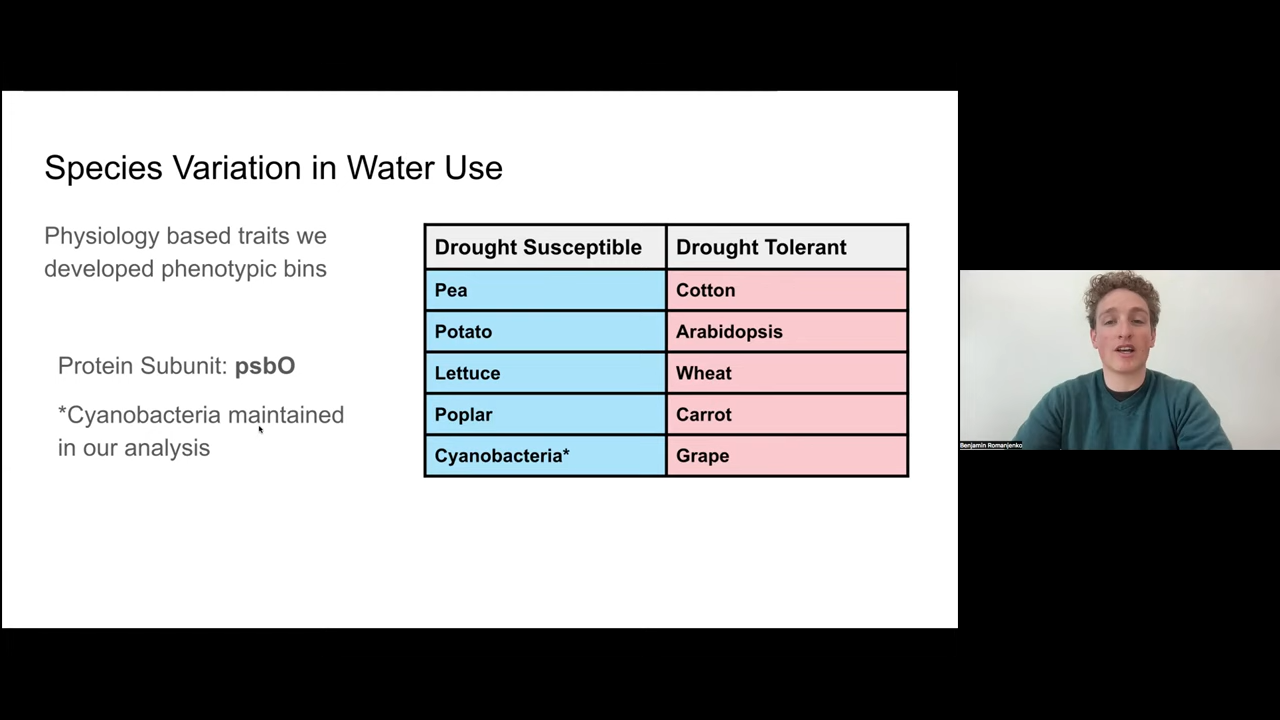 Species Variation in Water Use
Physiology based traits we
developed phenotypic bins
Protein Subunit: psbO
*Cyanobacteria maintained
in our analysis
Drought Susceptible Drought Tolerant
Pea Cotton
Potato Arabidopsis
Lettuce Wheat
Poplar Carrot
Cyanobacteria* Grape
Benjamin Romanjenko